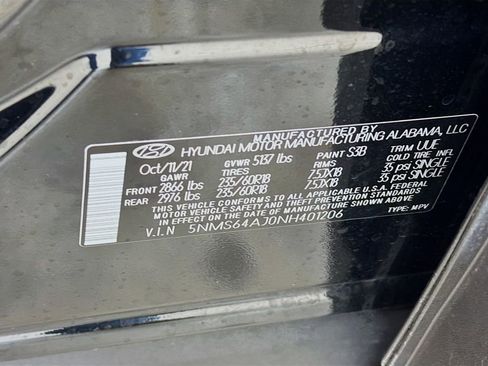 MANUFACTURED BY
HYUNDAI MOTOR MANUFACTURING ALABAMA, LLC
Oct/11/21 GVWR 5137 lbs PAINT S3B TRIM UUE
GAWR TIRES RIMS COLD TIRE INFL.
FRONT 2866 lbs 235/60R18 7.5JX18 35 psi SINGLE
REAR 2976 lbs 235/60R18 7.5JX18 35 psi SINGLE
THIS VEHICLE CONFORMS TO ALL APPLICABLE U.S. FEDERAL
MOTOR VEHICLE SAFETY STANDARDS IN EFFECT ON
THE DATE OF MANUFACTURE SHOWN ABOVE
V.I.N 5NMS64AJ0NH401206 TYPE: MPV